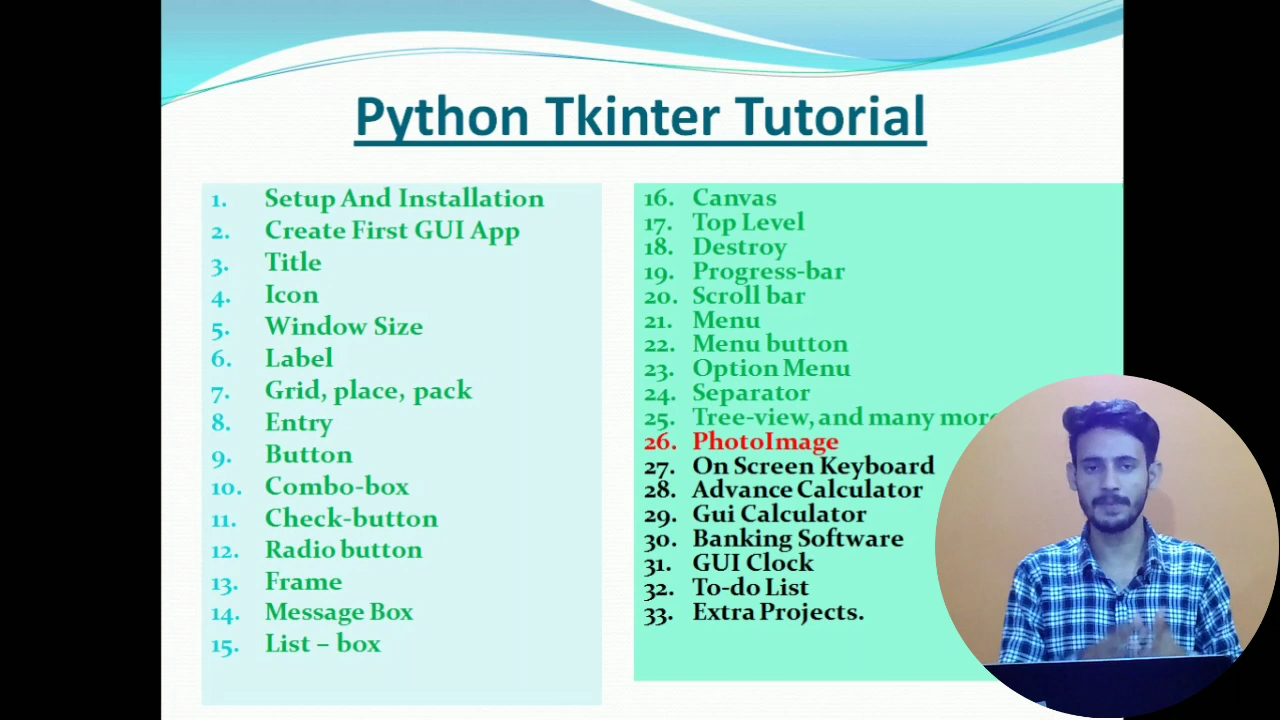 Python Tkinter Tutorial
1. Setup And Installation
2. Create First GUI App
3. Title
4. Icon
5. Window Size
6. Label
7. Grid, place, pack
8. Entry
9. Button
10. Combo-box
11. Check-button
12. Radio button
13. Frame
14. Message Box
15. List – box
16. Canvas
17. Top Level
18. Destroy
19. Progress-bar
20. Scroll bar
21. Menu
22. Menu button
23. Option Menu
24. Separator
25. Tree-view, and many more
26. PhotoImage
27. On Screen Keyboard
28. Advance Calculator
29. Gui Calculator
30. Banking Software
31. GUI Clock
32. To-do List
33. Extra Projects.